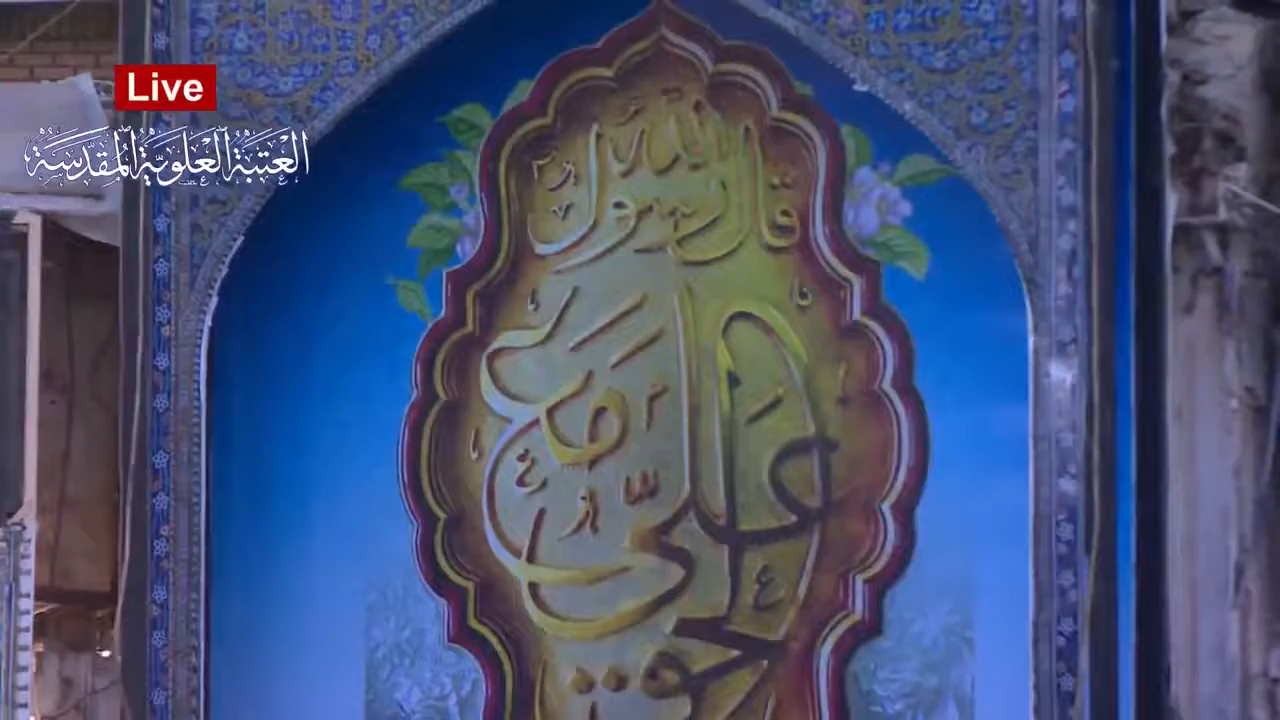 Live
العتبة العلوية المقدسة
قال رسول الله
علي مع
الحق